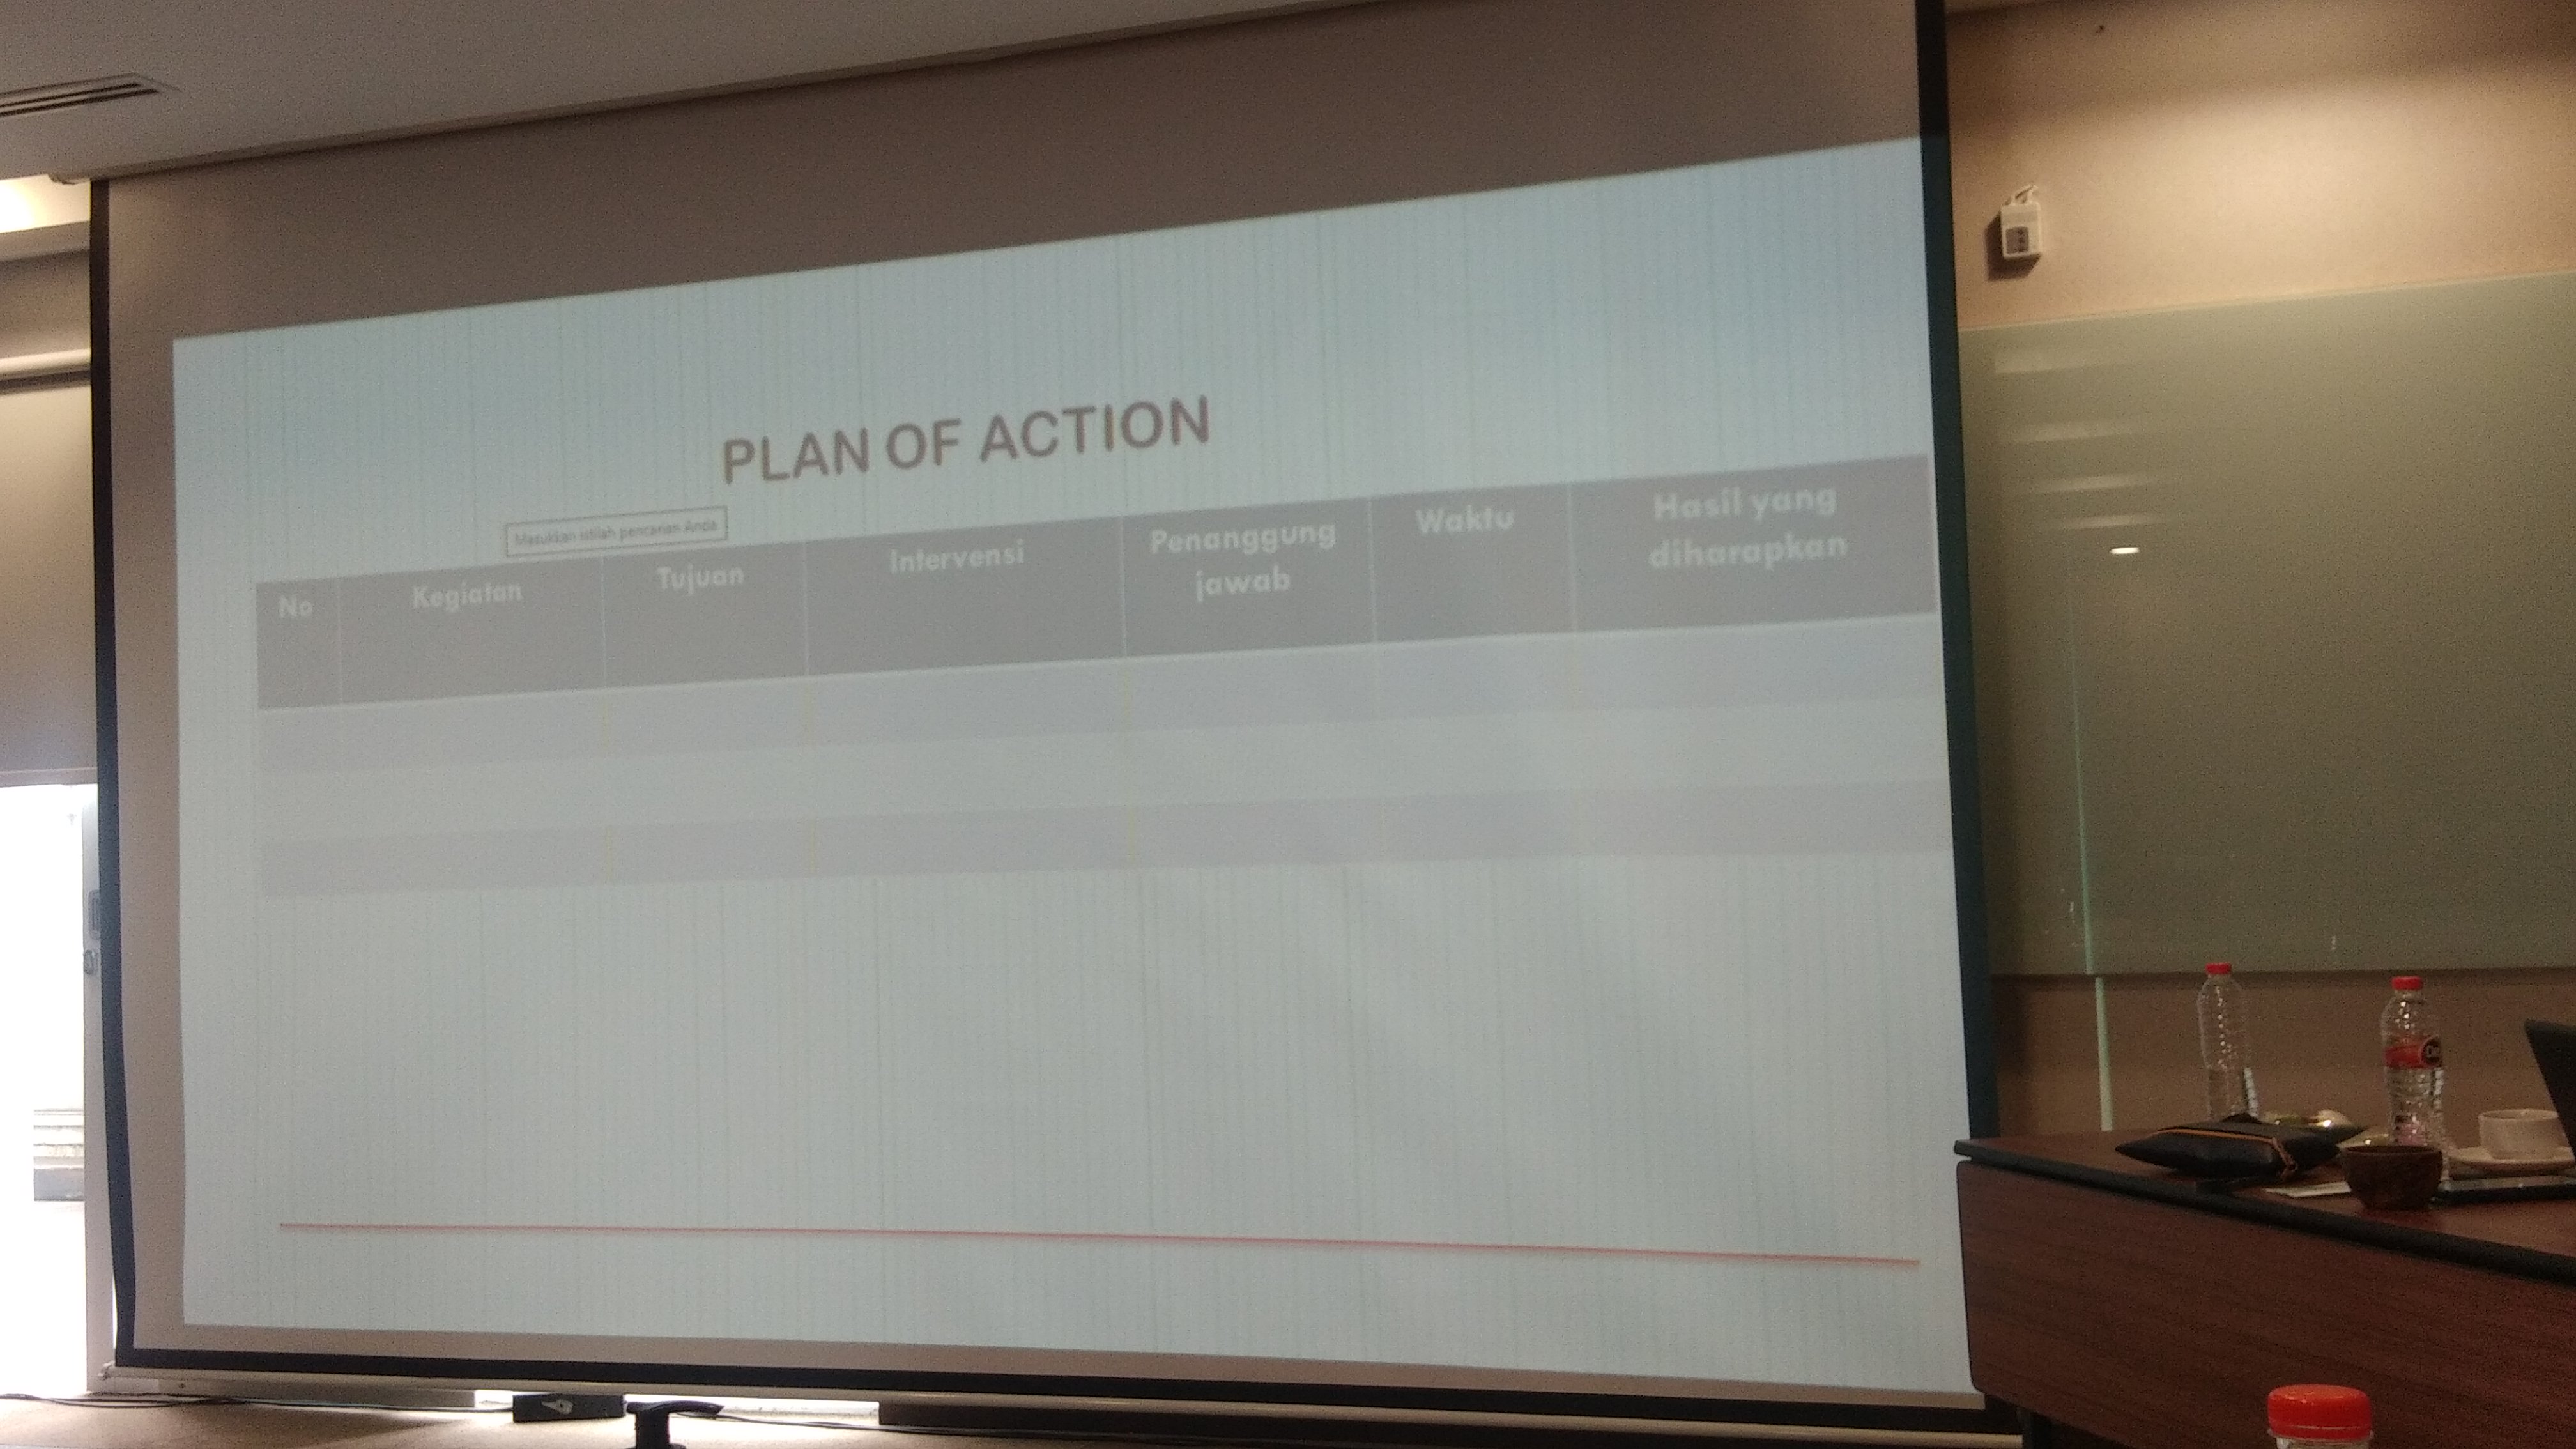 PLAN OF ACTION
Masukkan istilah pencarian Anda
No
Kegiatan
Tujuan
Intervensi
Penanggung
jawab
Waktu
Hasil yang
diharapkan